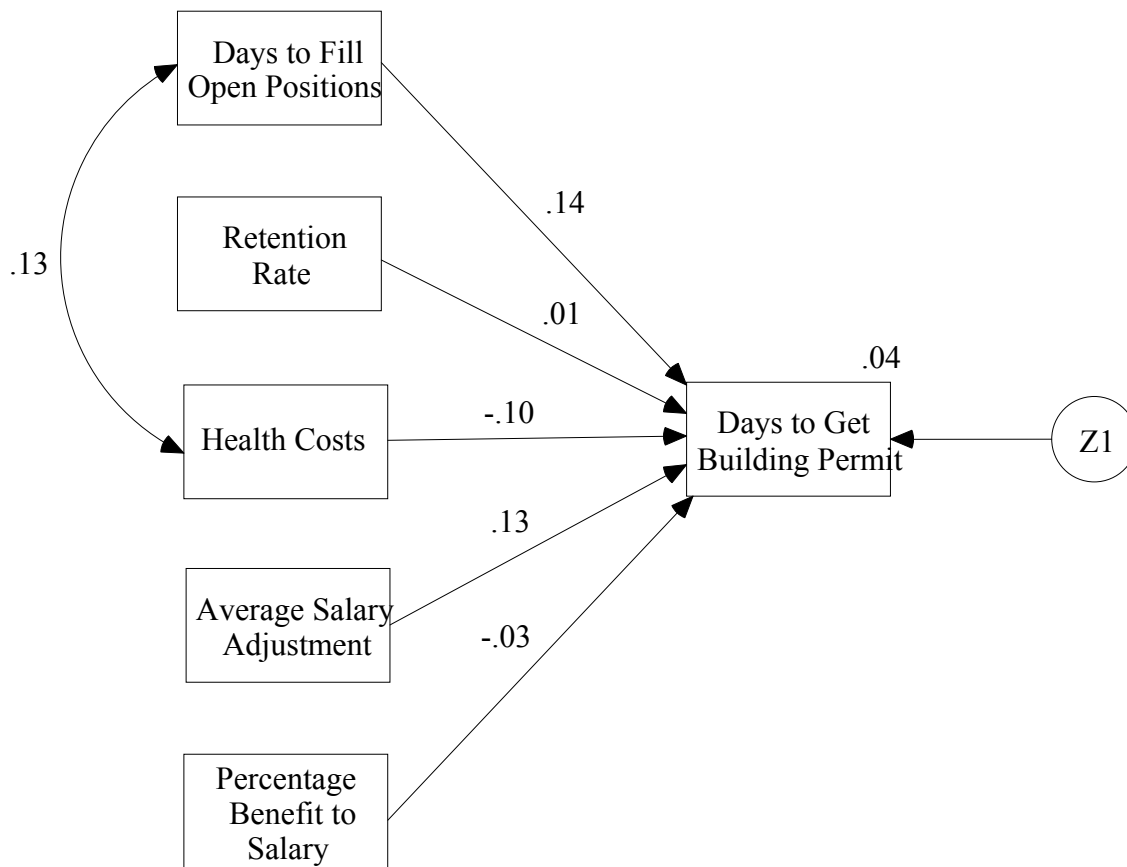 Days to Fill
Open Positions
.14
Retention
Rate
.13
.01
.04
Health Costs
-.10
Days to Get
Building Permit
Z1
.13
Average Salary
Adjustment
-.03
Percentage
Benefit to
Salary